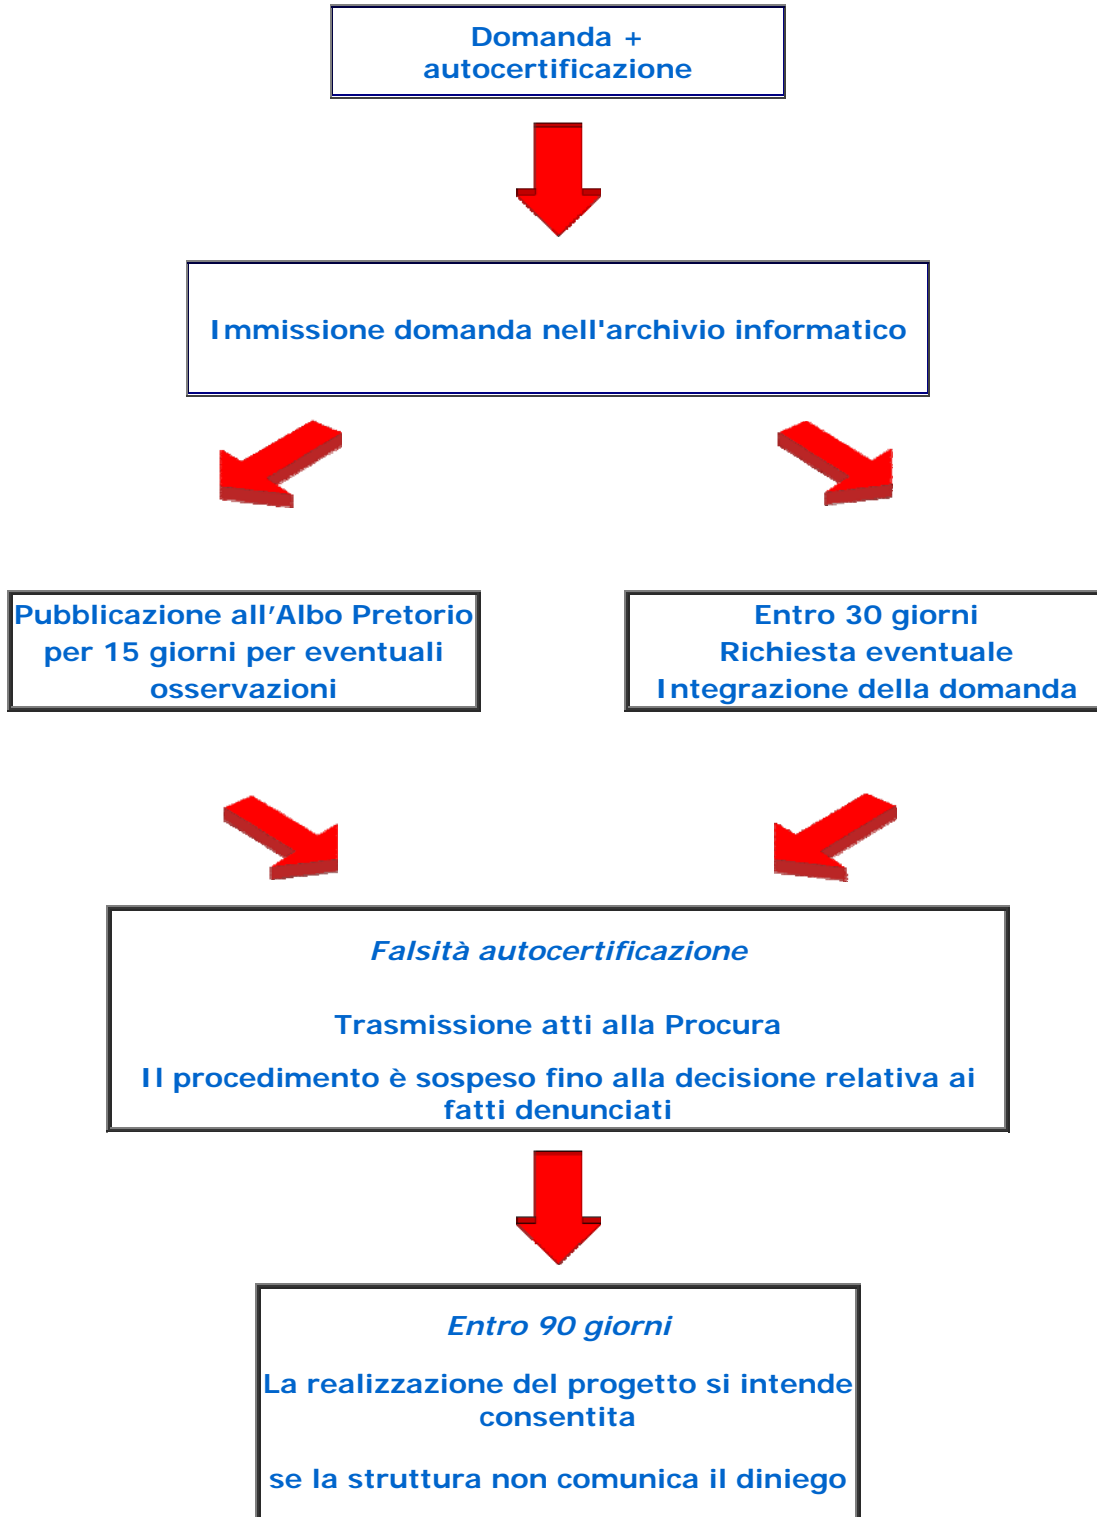 Domanda +
autocertificazione
Immissione domanda nell'archivio informatico
Pubblicazione all’Albo Pretorio
per 15 giorni per eventuali
osservazioni
Entro 30 giorni
Richiesta eventuale
Integrazione della domanda
Falsità autocertificazione
Trasmissione atti alla Procura
Il procedimento è sospeso fino alla decisione relativa ai
fatti denunciati
Entro 90 giorni
La realizzazione del progetto si intende
consentita
se la struttura non comunica il diniego